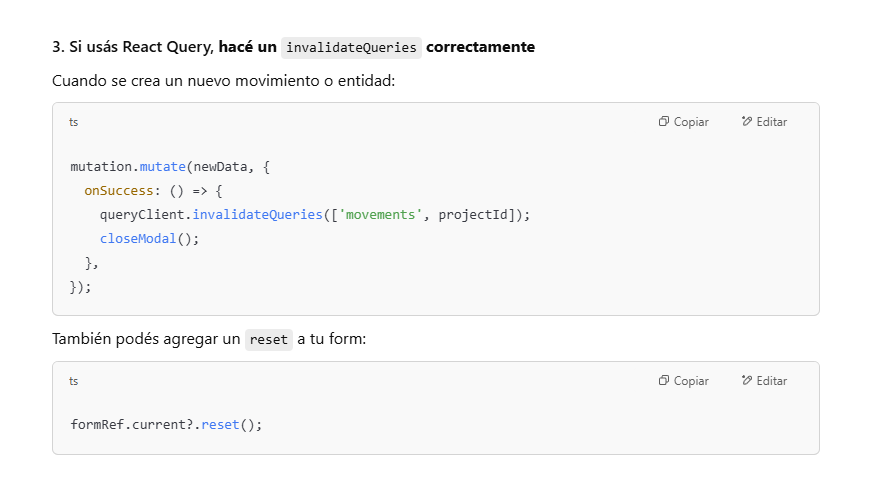 3. Si usás React Query, hacé un invalidateQueries correctamente
Cuando se crea un nuevo movimiento o entidad:
ts
Copiar
Editar
mutation.mutate(newData, {
  onSuccess: () => {
    queryClient.invalidateQueries(['movements', projectId]);
    closeModal();
  },
});
También podés agregar un reset a tu form:
ts
Copiar
Editar
formRef.current?.reset();